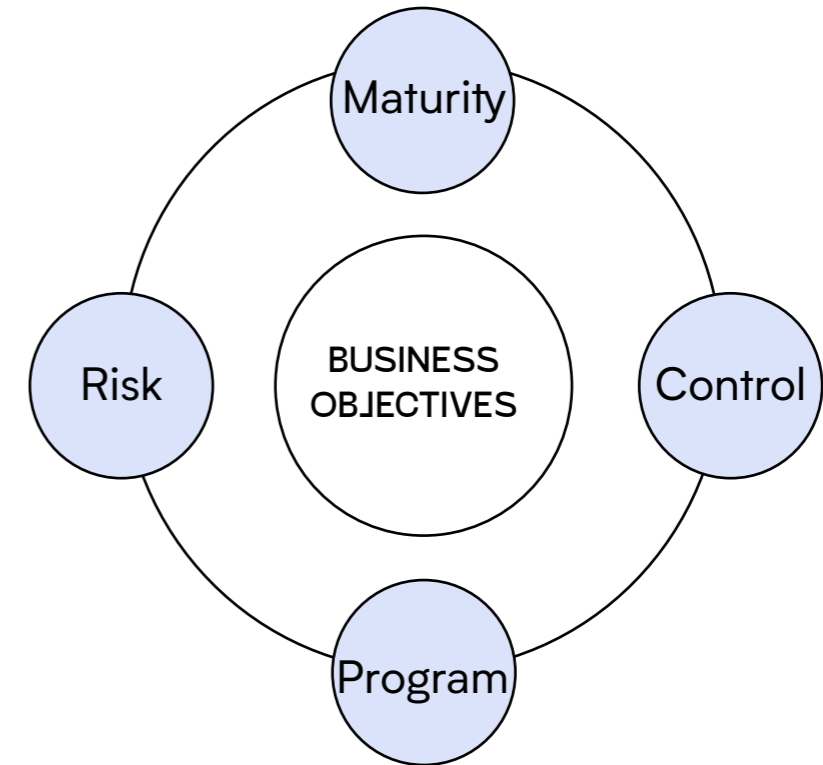 Maturity
Risk
BUSINESS
OBJECTIVES
Control
Program